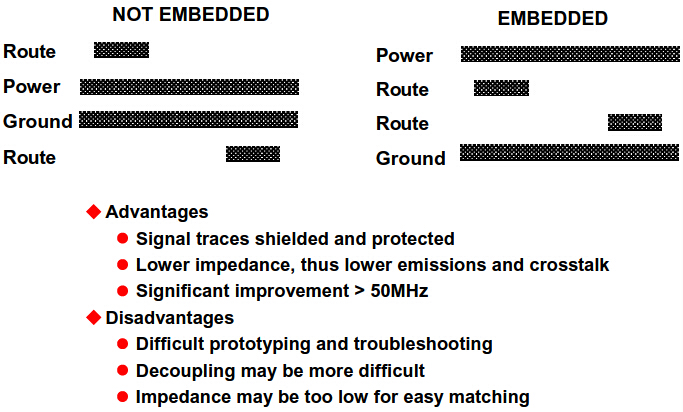 NOT EMBEDDED
Route
Power
Ground
Route
EMBEDDED
Power
Route
Route
Ground
Advantages
Signal traces shielded and protected
Lower impedance, thus lower emissions and crosstalk
Significant improvement > 50MHz
Disadvantages
Difficult prototyping and troubleshooting
Decoupling may be more difficult
Impedance may be too low for easy matching